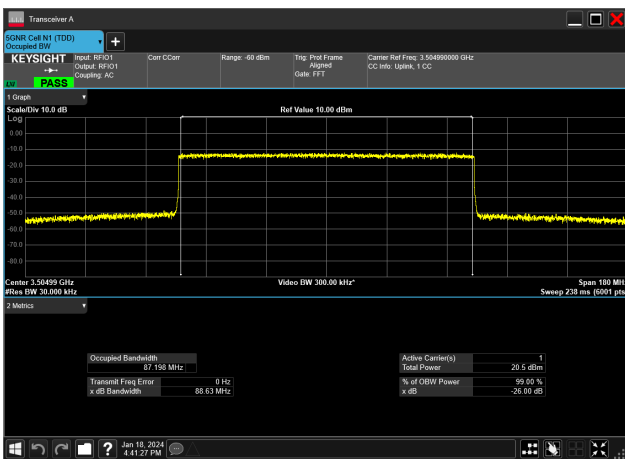 Transceiver A
5GNR Cell N1 (TDD)
Occupied BW
KEYSIGHT
PASS
Input: RFIO1
Output: RFIO1
Coupling: AC
Corr CCorr
Range: -60 dBm
Trig: Prot Frame
Aligned
Gate: FFT
Carrier Ref Freq: 3.504990000 GHz
CC Info: Uplink, 1 CC
1 Graph
Scale/Div 10.0 dB
Ref Value 10.00 dBm
Log
0.00
-10.0
-20.0
-30.0
-40.0
-50.0
-60.0
-70.0
-80.0
Center 3.50499 GHz
Video BW 300.00 kHz*
Span 180 MHz
#Res BW 30.000 kHz
Sweep 238 ms (6001 pts
2 Metrics
Occupied Bandwidth
87.198 MHz
Transmit Freq Error 0 Hz
x dB Bandwidth 88.63 MHz
Active Carrier(s) 1
Total Power 20.5 dBm
% of OBW Power 99.00 %
x dB -26.00 dB
Jan 18, 2024
4:41:27 PM